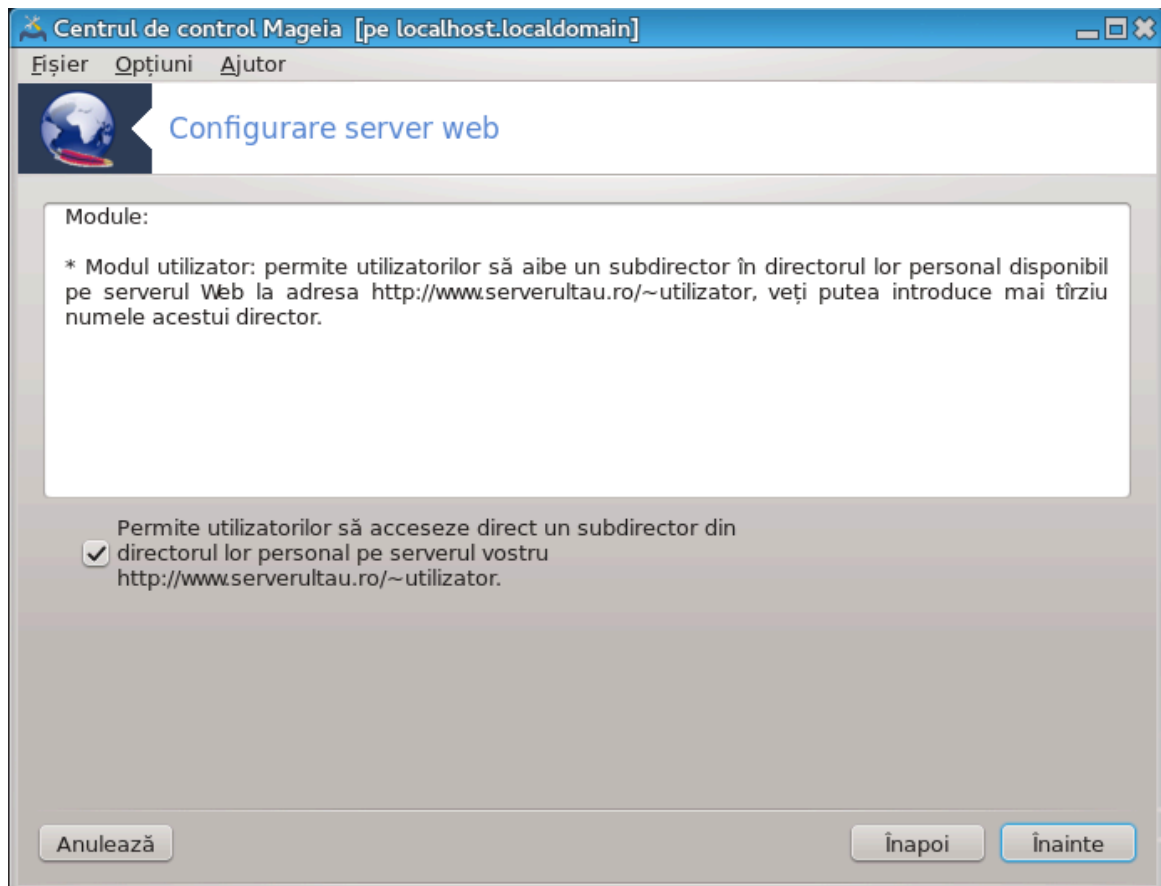 Centrul de control Mageia [pe localhost.localdomain]
Fișier Opțiuni Ajutor
Configurare server web
Module:
* Modul utilizator: permite utilizatorilor să aibe un subdirector în directorul lor personal disponibil
pe serverul Web la adresa http://www.serverultau.ro/~utilizator, veți putea introduce mai tîrziu
numele acestui director.
Permite utilizatorilor să acceseze direct un subdirector din
directorul lor personal pe serverul vostru
http://www.serverultau.ro/~utilizator.
Anulează Înapoi Înainte